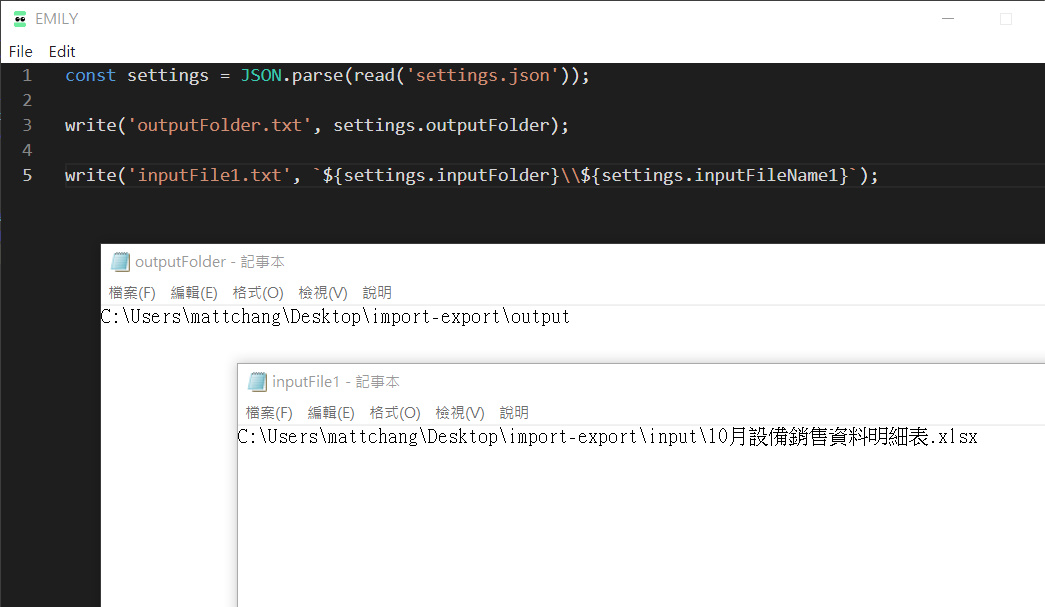 EMILY
File Edit
1 const settings = JSON.parse(read('settings.json'));
2
3 write('outputFolder.txt', settings.outputFolder);
4
5 write('inputFile1.txt', `${settings.inputFolder}\\${settings.inputFileName1}`);
outputFolder - 記事本
檔案(F) 編輯(E) 格式(O) 檢視(V) 說明
C:\Users\mattchang\Desktop\import-export\output
inputFile1 - 記事本
檔案(F) 編輯(E) 格式(O) 檢視(V) 說明
C:\Users\mattchang\Desktop\import-export\input\10月設備銷售資料明細表.xlsx